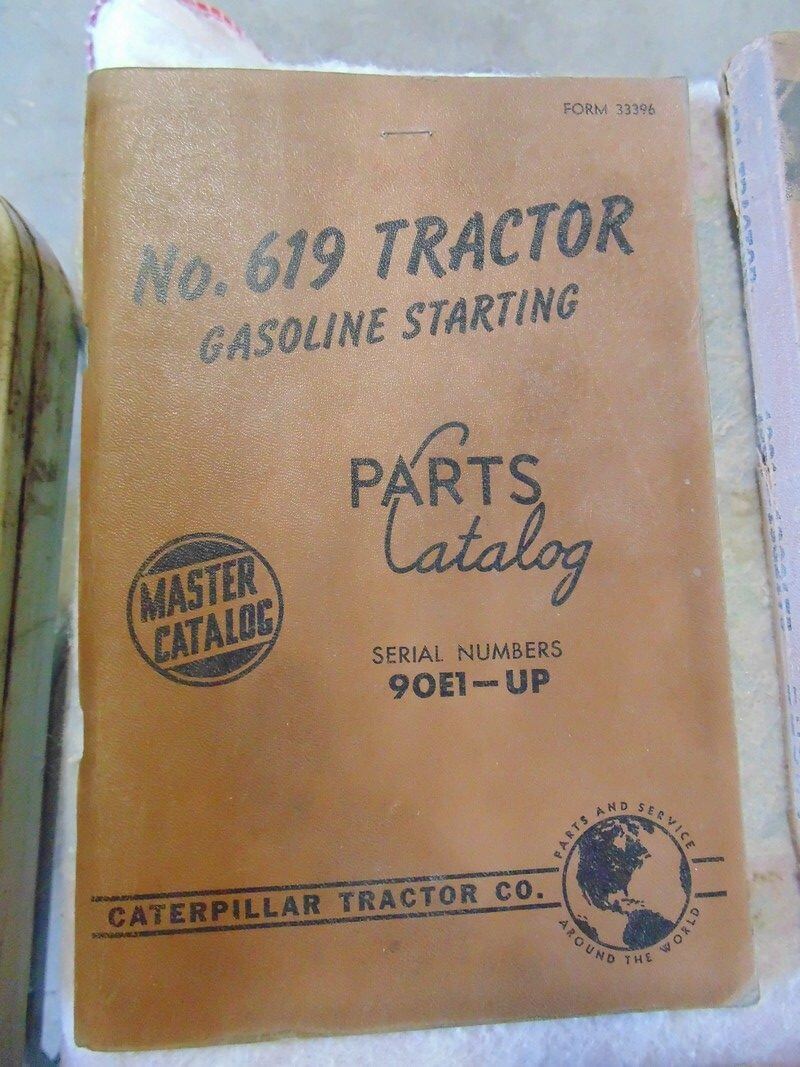 FORM 33396
No. 619 TRACTOR
GASOLINE STARTING
PARTS
Catalog
MASTER
CATALOG
SERIAL NUMBERS
90E1-UP
CATERPILLAR TRACTOR CO.
PARTS AND SERVICE
AROUND THE WORLD